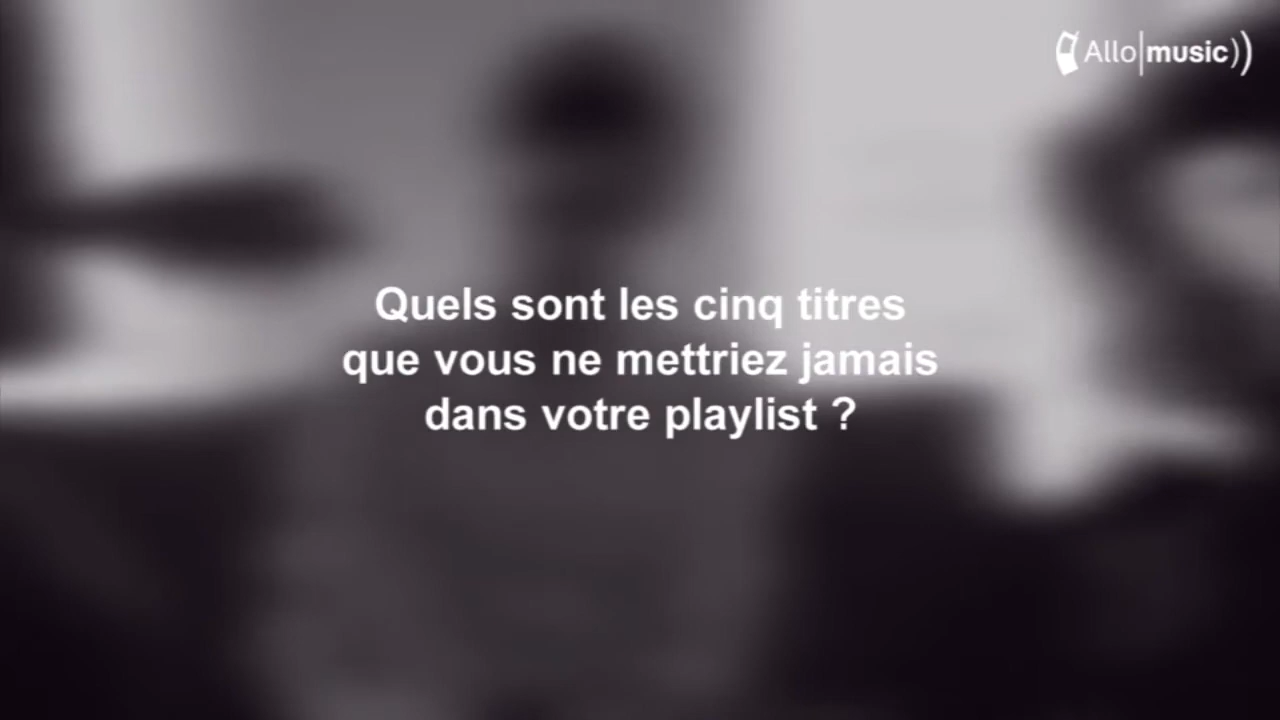 Allo|music))
Quels sont les cinq titres
que vous ne mettriez jamais
dans votre playlist ?